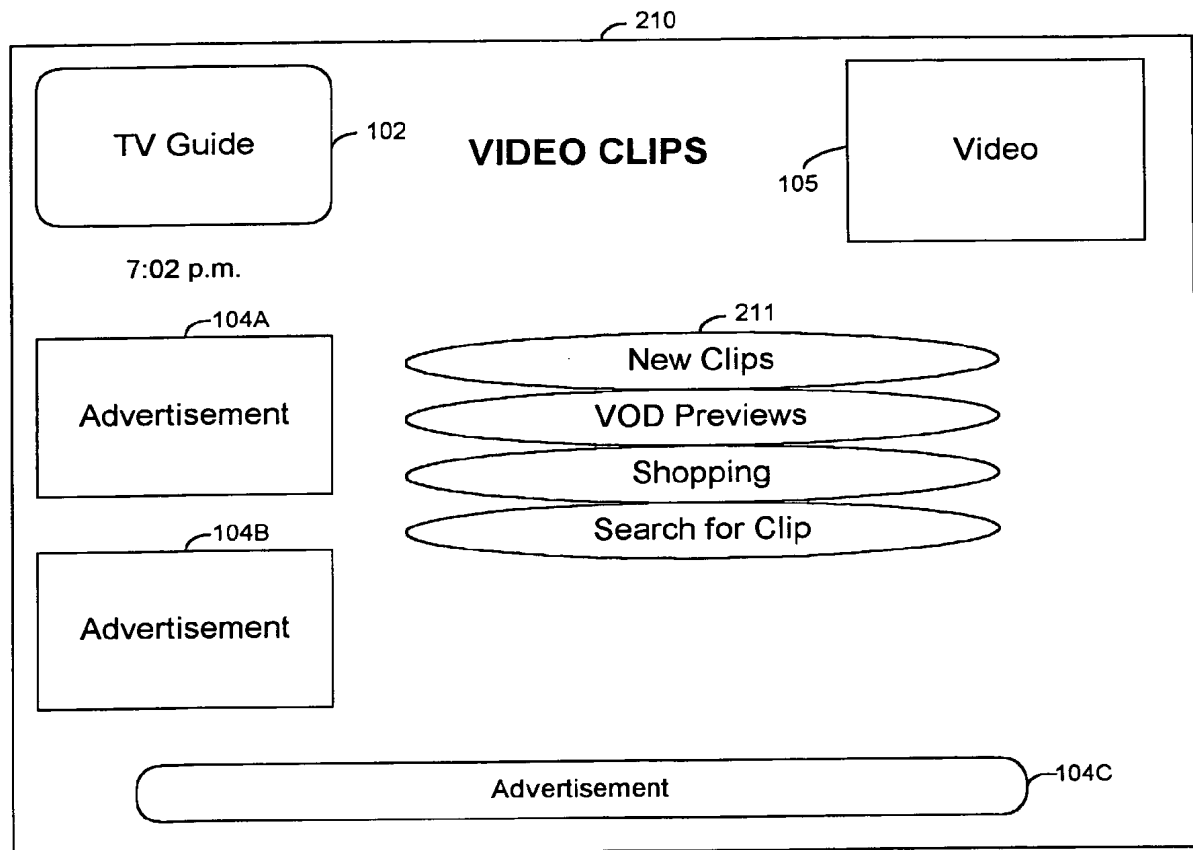 210
TV Guide
102
VIDEO CLIPS
105
Video
7:02 p.m.
104A
Advertisement
211
New Clips
VOD Previews
Shopping
Search for Clip
104B
Advertisement
Advertisement
104C